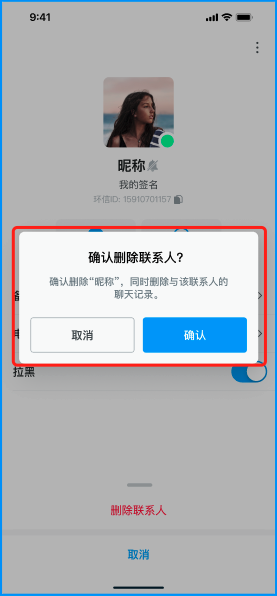 9:41
昵称
我的签名
环信ID: 15910701157
确认删除联系人?
确认删除“昵称”，同时删除与该联系人的
聊天记录。
取消
确认
拉黑
删除联系人
取消